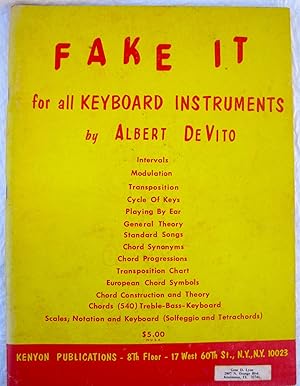 FAKE IT
for all KEYBOARD INSTRUMENTS
by ALBERT DEVITO
Intervals
Modulation
Transposition
Cycle Of Keys
Playing By Ear
General Theory
Standard Songs
Chord Synonyms
Chord Progressions
Transposition Chart
European Chord Symbols
Chord Construction and Theory
Chords (540) Treble-Bass-Keyboard
Scales; Notation and Keyboard (Solfeggio and Tetrachords)
$5.00
KENYON PUBLICATIONS - 8TH FLOOR - 17 WEST 60TH ST., N.Y., N.Y. 10023